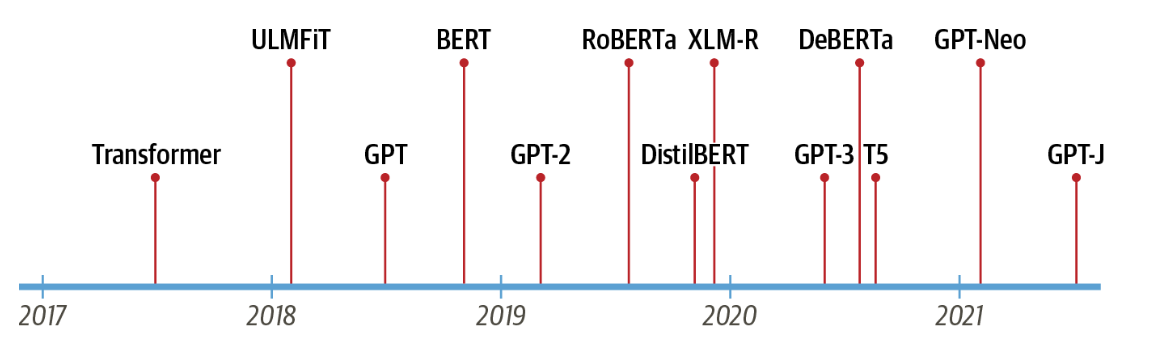 ULMFiT BERT RoBERTa XLM-R DeBERTa GPT-Neo
Transformer GPT GPT-2 DistilBERT GPT-3 T5 GPT-J
2017 2018 2019 2020 2021